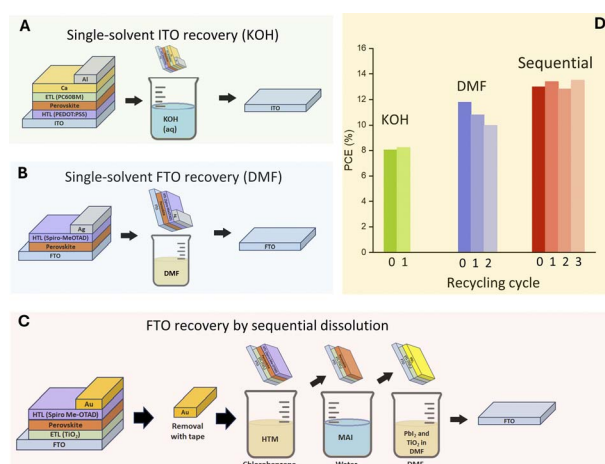 A
Single-solvent ITO recovery (KOH)
Al
Ca
ETL (PC60BM)
Perovskite
HTL (PEDOT:PSS)
ITO
KOH
(aq)
ITO
B
Single-solvent FTO recovery (DMF)
Ag
HTL (Spiro-MeOTAD)
Perovskite
FTO
DMF
FTO
D
PCE (%)
16
14
12
10
8
6
4
2
0
KOH
DMF
Sequential
0 1 0 1 2 0 1 2 3
Recycling cycle
C
FTO recovery by sequential dissolution
Au
HTL (Spiro Me-OTAD)
Perovskite
ETL (TiO2)
FTO
Au
Removal
with tape
HTM
Chlorobenzene
MAI
Water
PbI2 and
TiO2 in
DMF
DMF
FTO